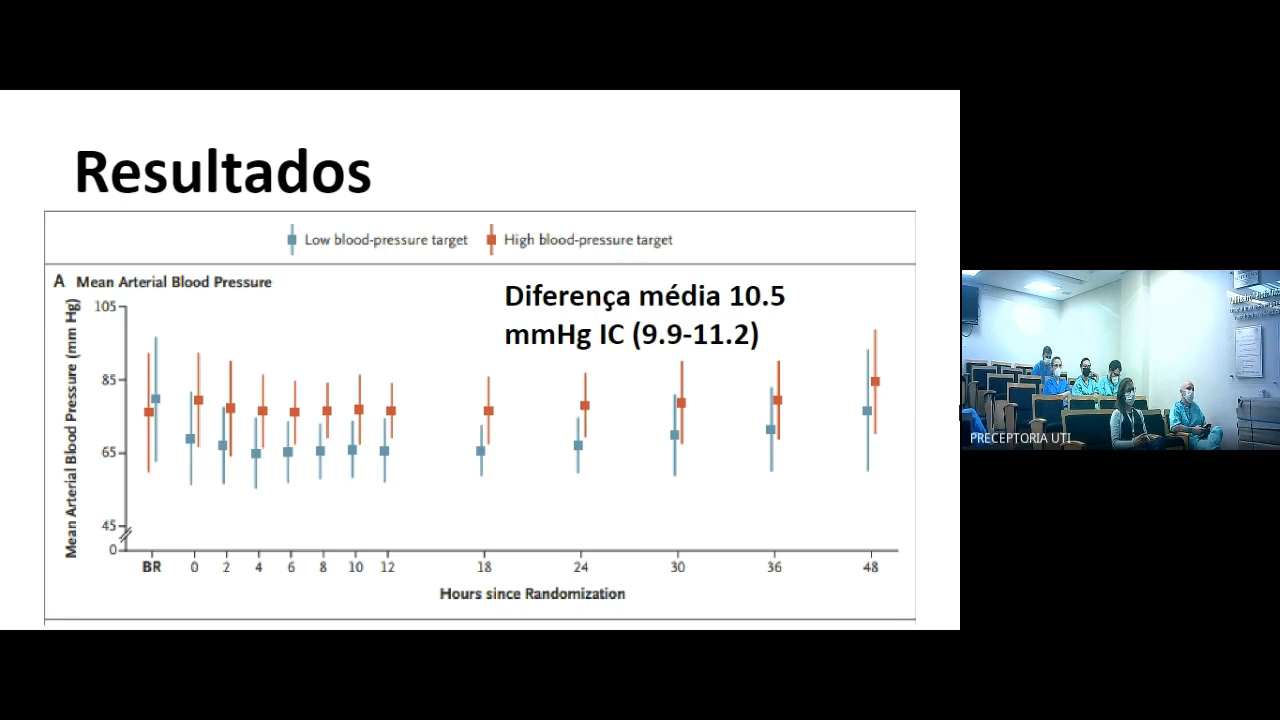 Resultados
Low blood-pressure target High blood-pressure target
A Mean Arterial Blood Pressure
Diferença média 10.5
mmHg IC (9.9-11.2)
Mean Arterial Blood Pressure (mm Hg)
105
85
65
45
0
BR 0 2 4 6 8 10 12 18 24 30 36 48
Hours since Randomization
PRECEPTORIA UTI